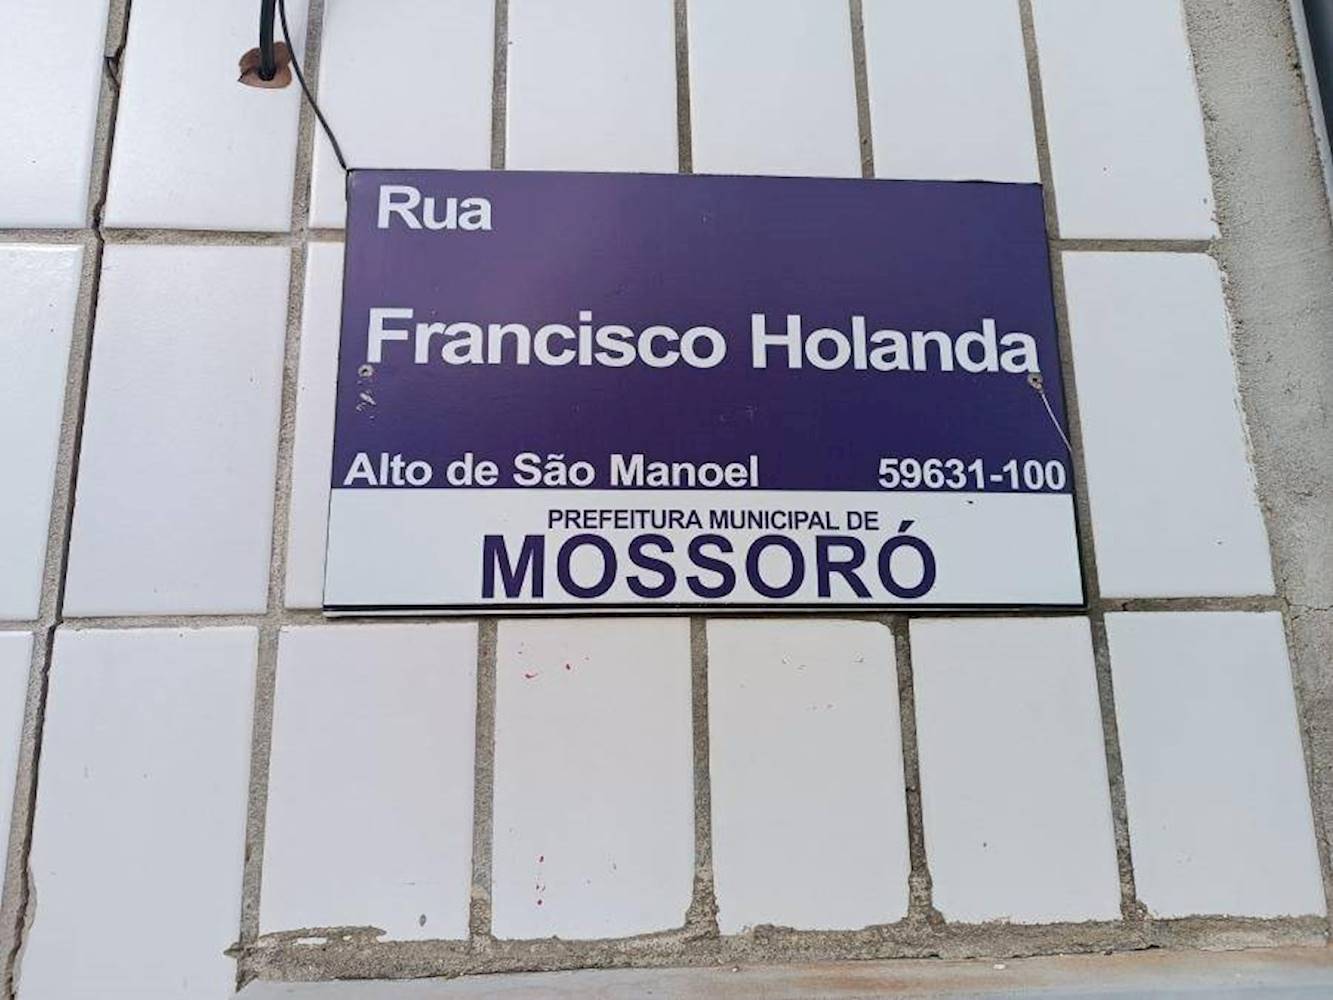 Rua
Francisco Holanda
Alto de São Manoel 59631-100
PREFEITURA MUNICIPAL DE
MOSSORÓ